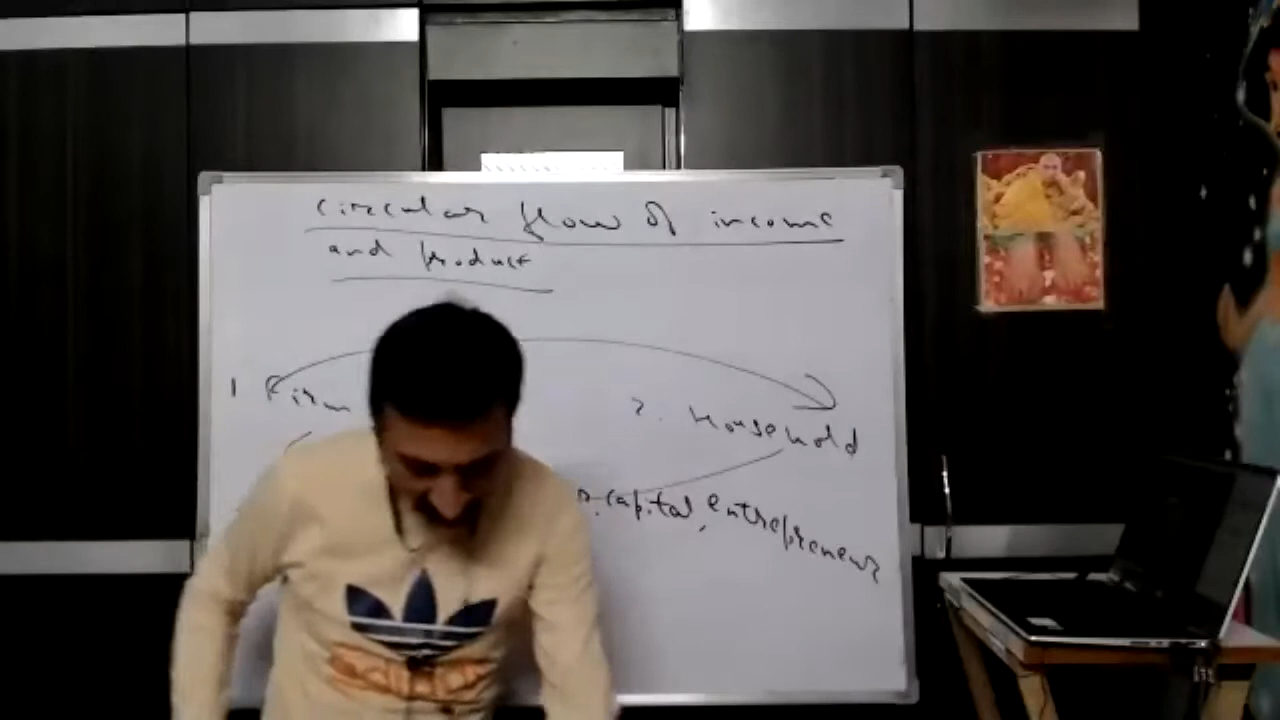 circular flow of income
and product
1 Firm
2. Household
capital, entrepreneur